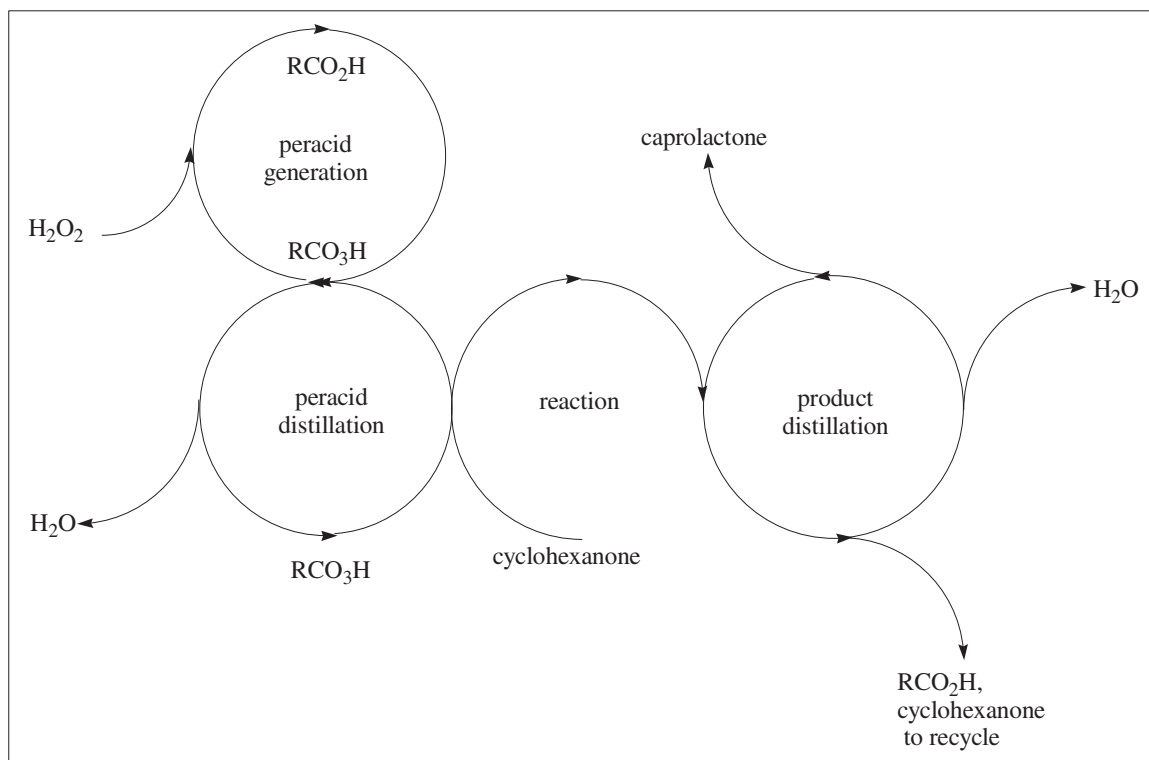 RCO₂H
peracid
generation
caprolactone
H₂O₂
RCO₃H
H₂O
reaction
peracid
distillation
product
distillation
H₂O
RCO₃H
cyclohexanone
RCO₂H,
cyclohexanone
to recycle